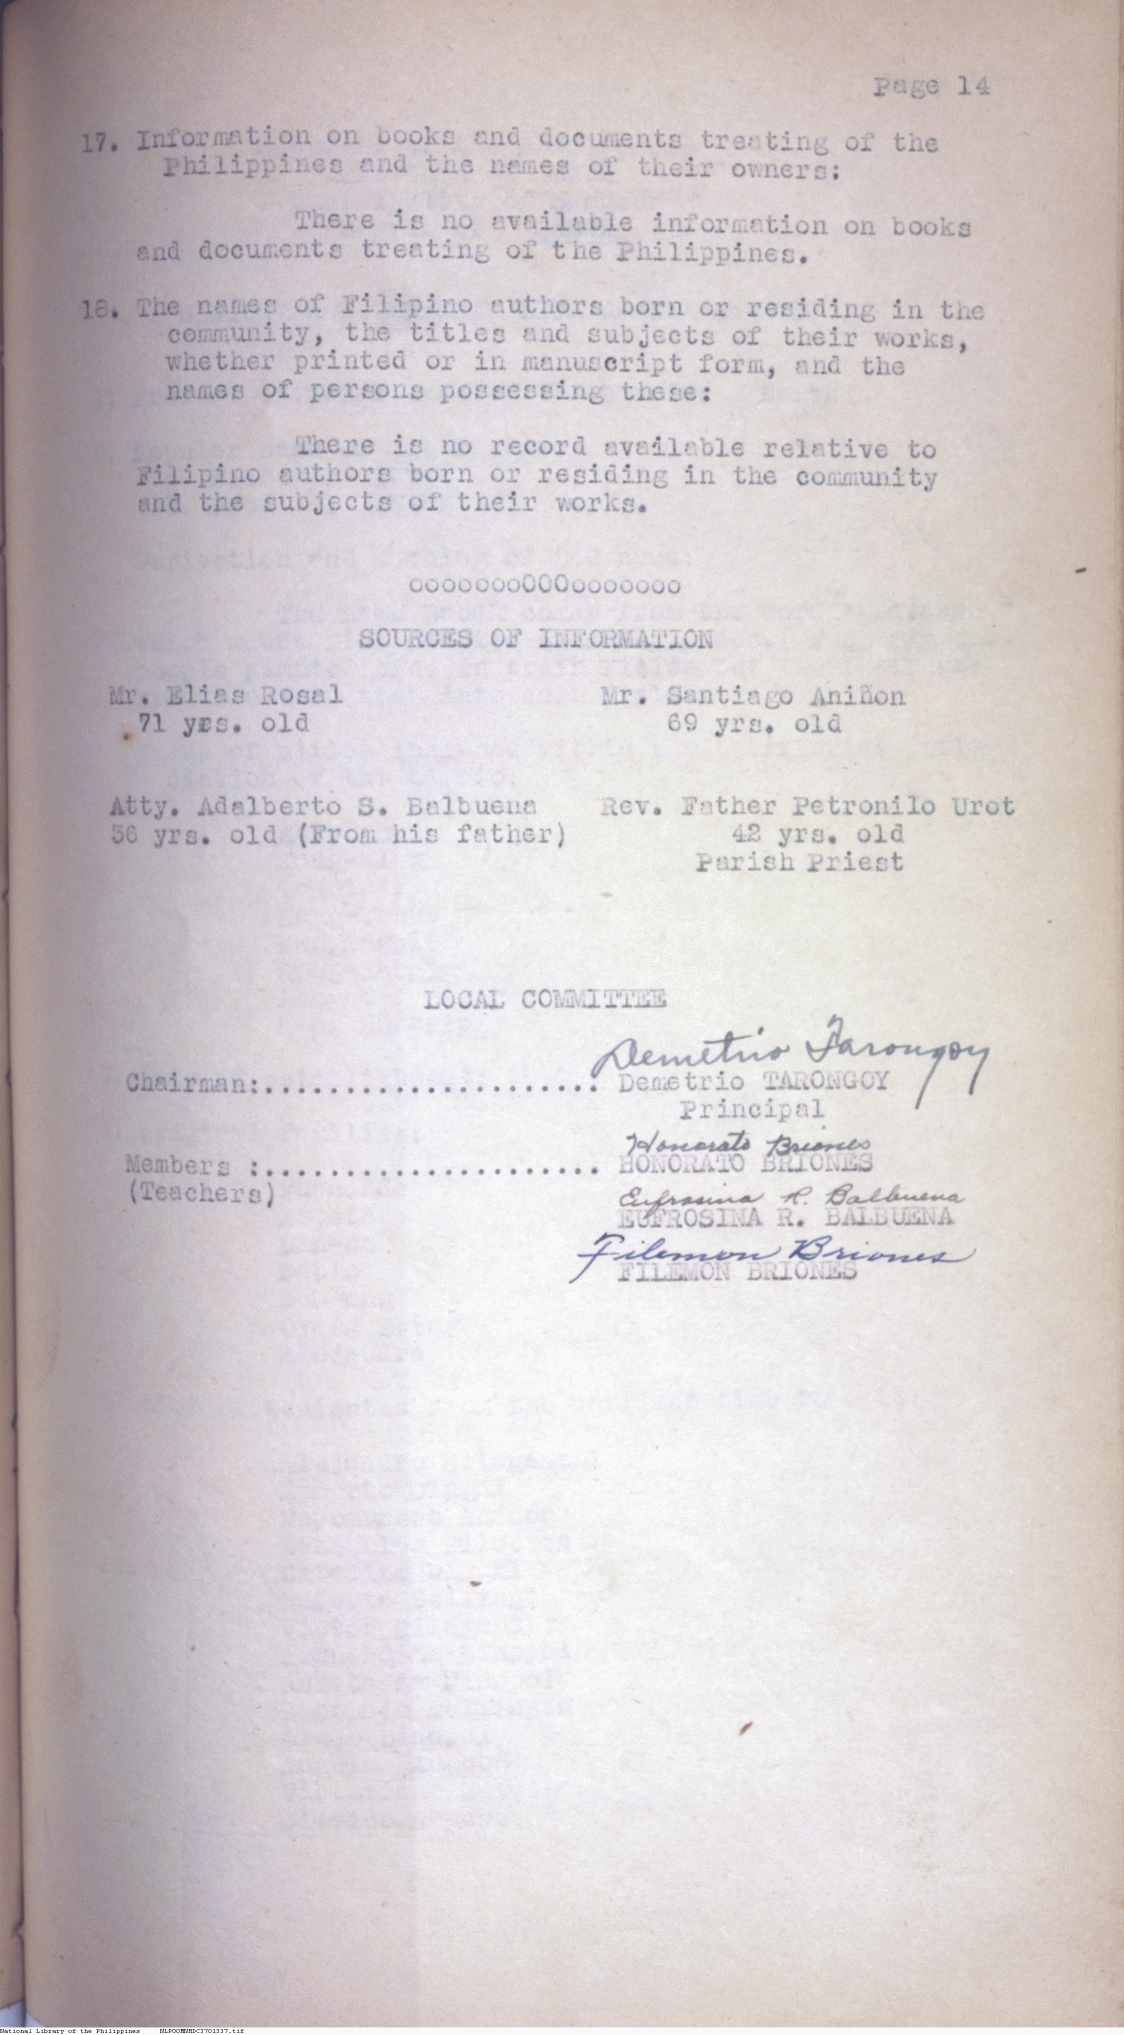 Page 14
17. Information on books and documents treating of the
Philippines and the names of their owners:
There is no available information on books
and documents treating of the Philippines.
18. The names of Filipino authors born or residing in the
community, the titles and subjects of their works,
whether printed or in manuscript form, and the
names of persons possessing these:
There is no record available relative to
Filipino authors born or residing in the community
and the subjects of their works.
oooooooOOOooooooo
SOURCES OF INFORMATION
Mr. Elias Rosal Mr. Santiago Aniñon
71 yrs. old 69 yrs. old
Atty. Adalberto S. Balbuena Rev. Father Petronilo Urot
36 yrs. old (From his father) 42 yrs. old
Parish Priest
LOCAL COMMITTEE
Demetrio Tarongoy
Chairman:..................... Demetrio TARONGOY
Principal
Honorato Briones
Members :..................... HONORATO BRIONES
(Teachers)
Eufrosina R. Balbuena
EUFROSINA R. BALBUENA
Filemon Briones
FILEMON BRIONES
National Library of the Philippines NLPOOMNHDC3701337.tif